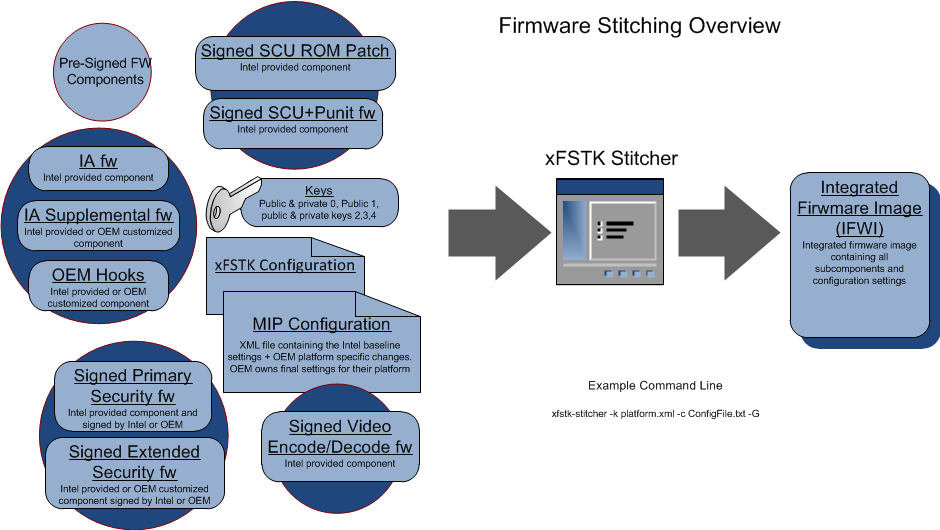 Firmware Stitching Overview
Pre-Signed FW
Components
Signed SCU ROM Patch
Intel provided component
Signed SCU+Punit fw
Intel provided component
IA fw
Intel provided component
IA Supplemental fw
Intel provided or OEM customized
component
OEM Hooks
Intel provided or OEM
customized component
Keys
Public & private 0, Public 1,
public & private keys 2,3,4
xFSTK Configuration
MIP Configuration
XML file containing the Intel baseline
settings + OEM platform specific changes.
OEM owns final settings for their platform
Signed Primary
Security fw
Intel provided component and
signed by Intel or OEM
Signed Extended
Security fw
Intel provided or OEM customized
component signed by Intel or OEM
Signed Video
Encode/Decode fw
Intel provided component
xFSTK Stitcher
Integrated
Firwmare Image
(IFWI)
Integrated firmware image
containing all
subcomponents and
configuration settings
Example Command Line
xfstk-stitcher -k platform.xml -c ConfigFile.txt -G